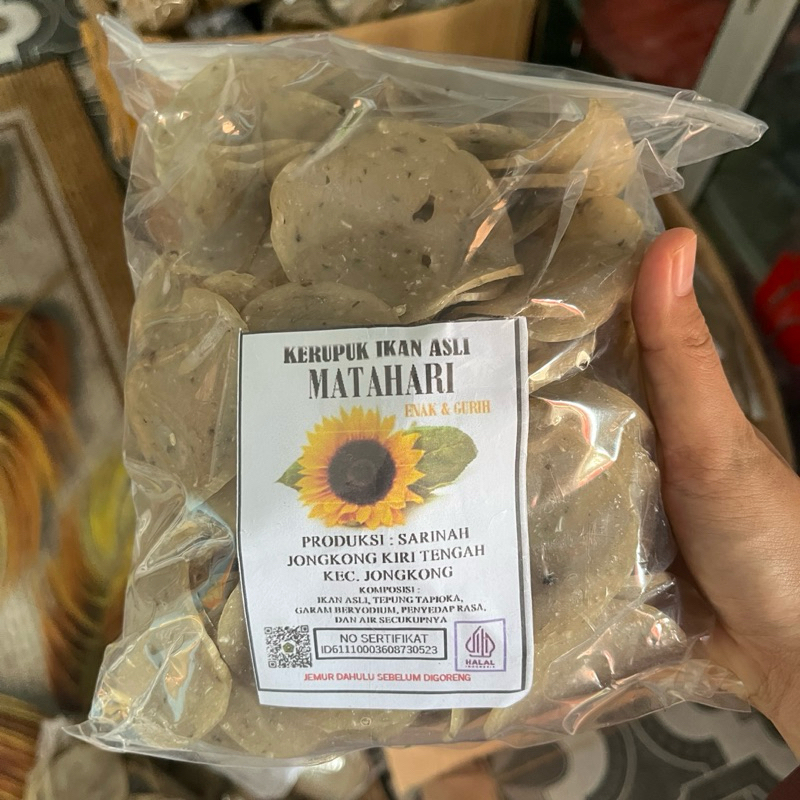 KERUPUK IKAN ASLI
MATAHARI
ENAK & GURIH
PRODUKSI : SARINAH
JONGKONG KIRI TENGAH
KEC. JONGKONG
KOMPOSISI :
IKAN ASLI, TEPUNG TAPIOKA,
GARAM BERYODIUM, PENYEDAP RASA,
DAN AIR SECUKUPNYA
NO SERTIFIKAT
ID61110003608730523
HALAL
INDONESIA
JEMUR DAHULU SEBELUM DIGORENG